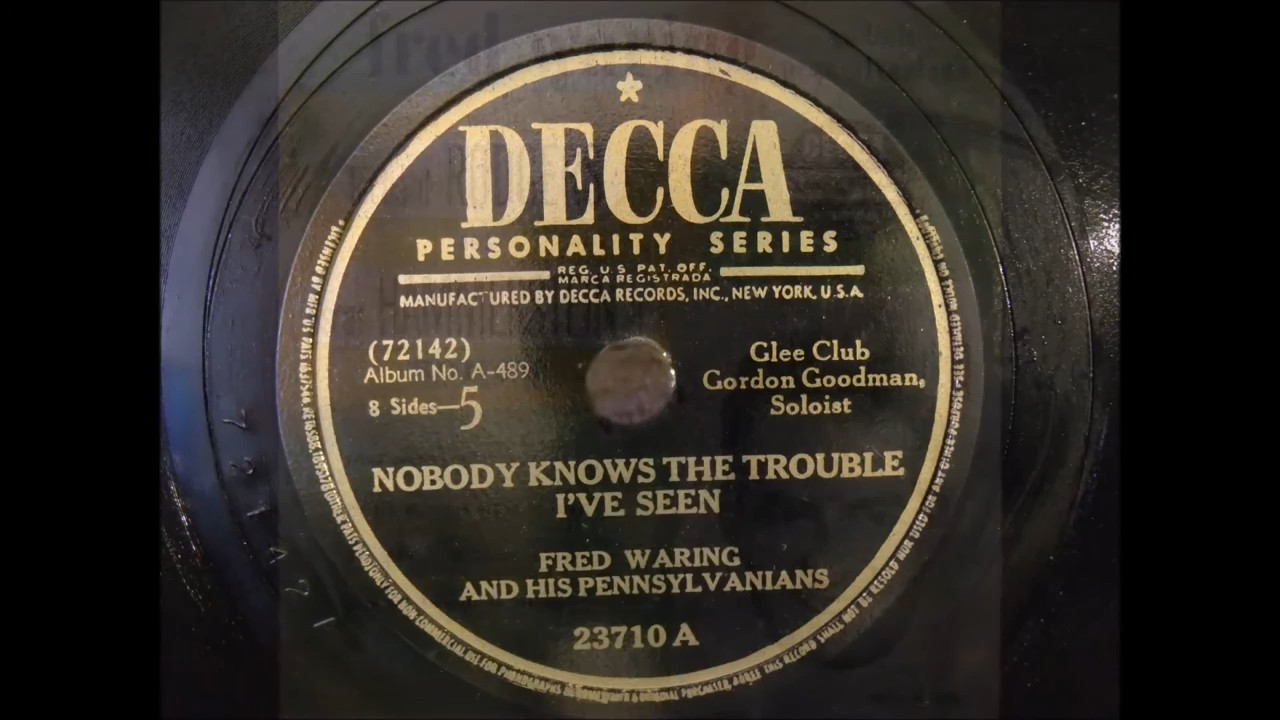 DECCA
PERSONALITY SERIES
REG. U.S. PAT. OFF.
MARCA REGISTRADA
MANUFACTURED BY DECCA RECORDS, INC., NEW YORK, U.S.A.
(72142)
Album No. A-489
8 Sides—5
Glee Club
Gordon Goodman,
Soloist
NOBODY KNOWS THE TROUBLE
I'VE SEEN
FRED WARING
AND HIS PENNSYLVANIANS
23710 A